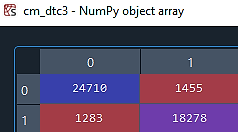 cm_dtc3 - NumPy object array
0 1
0 24710 1455
1 1283 18278